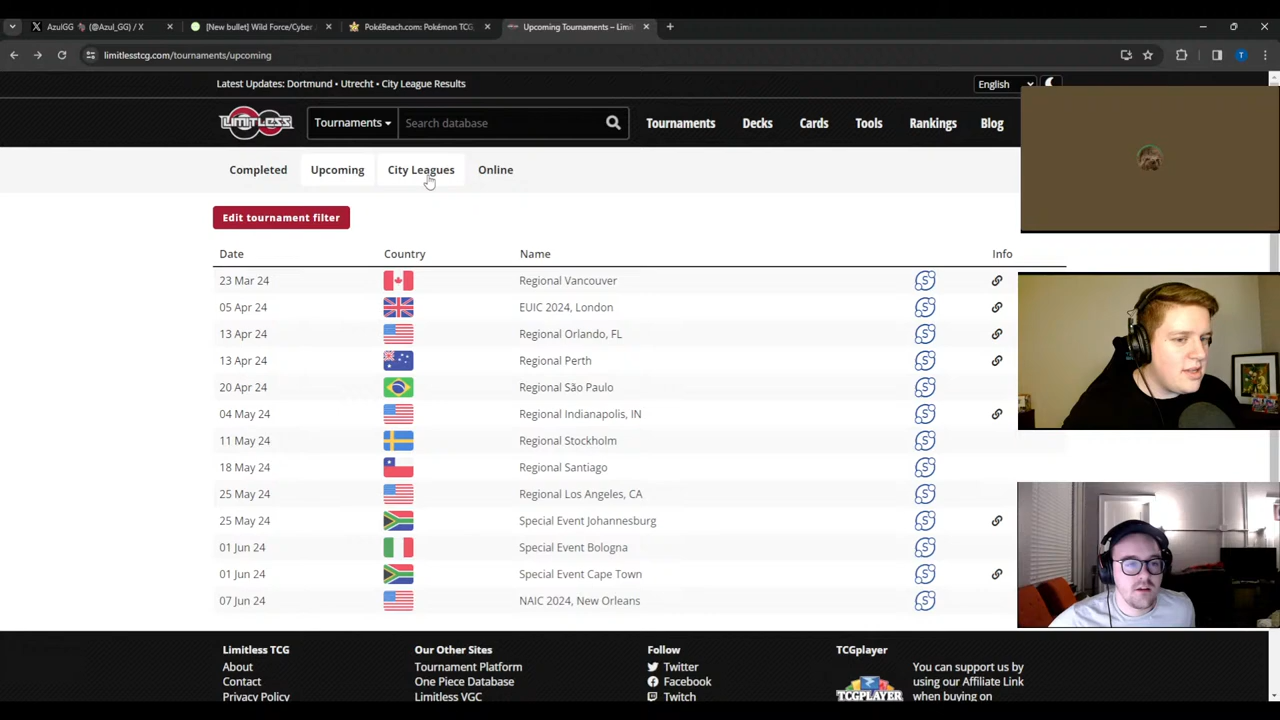 AzulGG (@Azul_GG) / X
[New bullet] Wild Force/Cyber
PokéBeach.com: Pokémon TCG,
Upcoming Tournaments – Limit
limitlesstcg.com/tournaments/upcoming
T
Latest Updates: Dortmund • Utrecht • City League Results
English
LIMITLESS
Tournaments
Search database
Tournaments
Decks
Cards
Tools
Rankings
Blog
Completed
Upcoming
City Leagues
Online
Edit tournament filter
Date Country Name Info
23 Mar 24 Regional Vancouver
05 Apr 24 EUIC 2024, London
13 Apr 24 Regional Orlando, FL
13 Apr 24 Regional Perth
20 Apr 24 Regional São Paulo
04 May 24 Regional Indianapolis, IN
11 May 24 Regional Stockholm
18 May 24 Regional Santiago
25 May 24 Regional Los Angeles, CA
25 May 24 Special Event Johannesburg
01 Jun 24 Special Event Bologna
01 Jun 24 Special Event Cape Town
07 Jun 24 NAIC 2024, New Orleans
Limitless TCG
About
Contact
Privacy Policy
Our Other Sites
Tournament Platform
One Piece Database
Limitless VGC
Follow
Twitter
Facebook
Twitch
TCGplayer
TCGPLAYER
You can support us by
using our Affiliate Link
when buying on